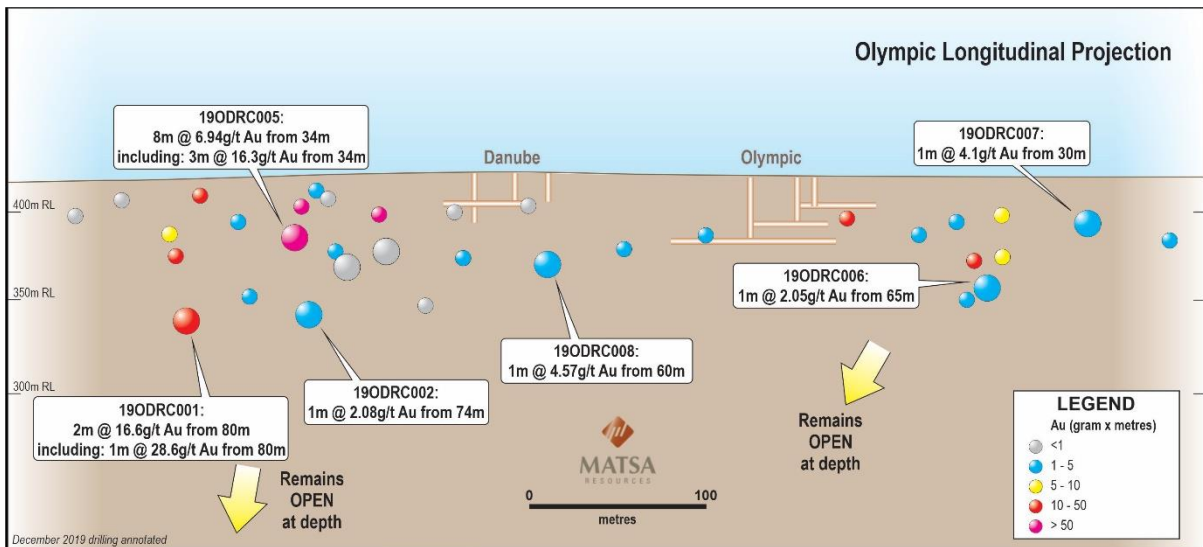 Olympic Longitudinal Projection
19ODRC005:
8m @ 6.94g/t Au from 34m
including: 3m @ 16.3g/t Au from 34m
Danube
Olympic
19ODRC007:
1m @ 4.1g/t Au from 30m
400m RL
350m RL
300m RL
19ODRC006:
1m @ 2.05g/t Au from 65m
19ODRC008:
1m @ 4.57g/t Au from 60m
19ODRC002:
1m @ 2.08g/t Au from 74m
19ODRC001:
2m @ 16.6g/t Au from 80m
including: 1m @ 28.6g/t Au from 80m
Remains
OPEN
at depth
Remains
OPEN
at depth
MATSA
RESOURCES
0 100
metres
LEGEND
Au (gram x metres)
<1
1 - 5
5 - 10
10 - 50
> 50
December 2019 drilling annotated